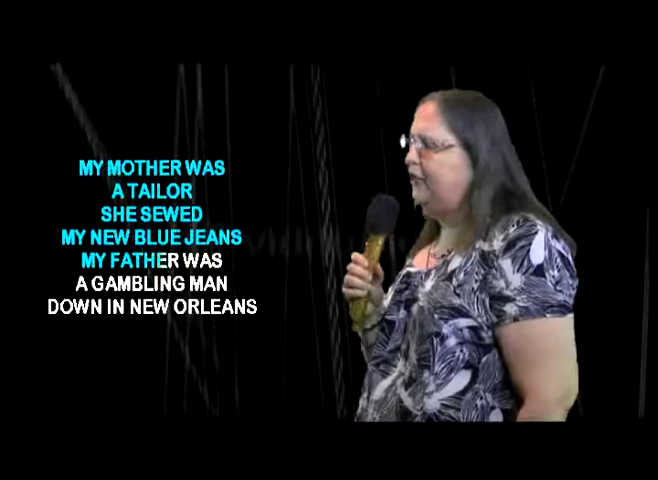 MY MOTHER WAS
A TAILOR
SHE SEWED
MY NEW BLUE JEANS
MY FATHER WAS
A GAMBLING MAN
DOWN IN NEW ORLEANS